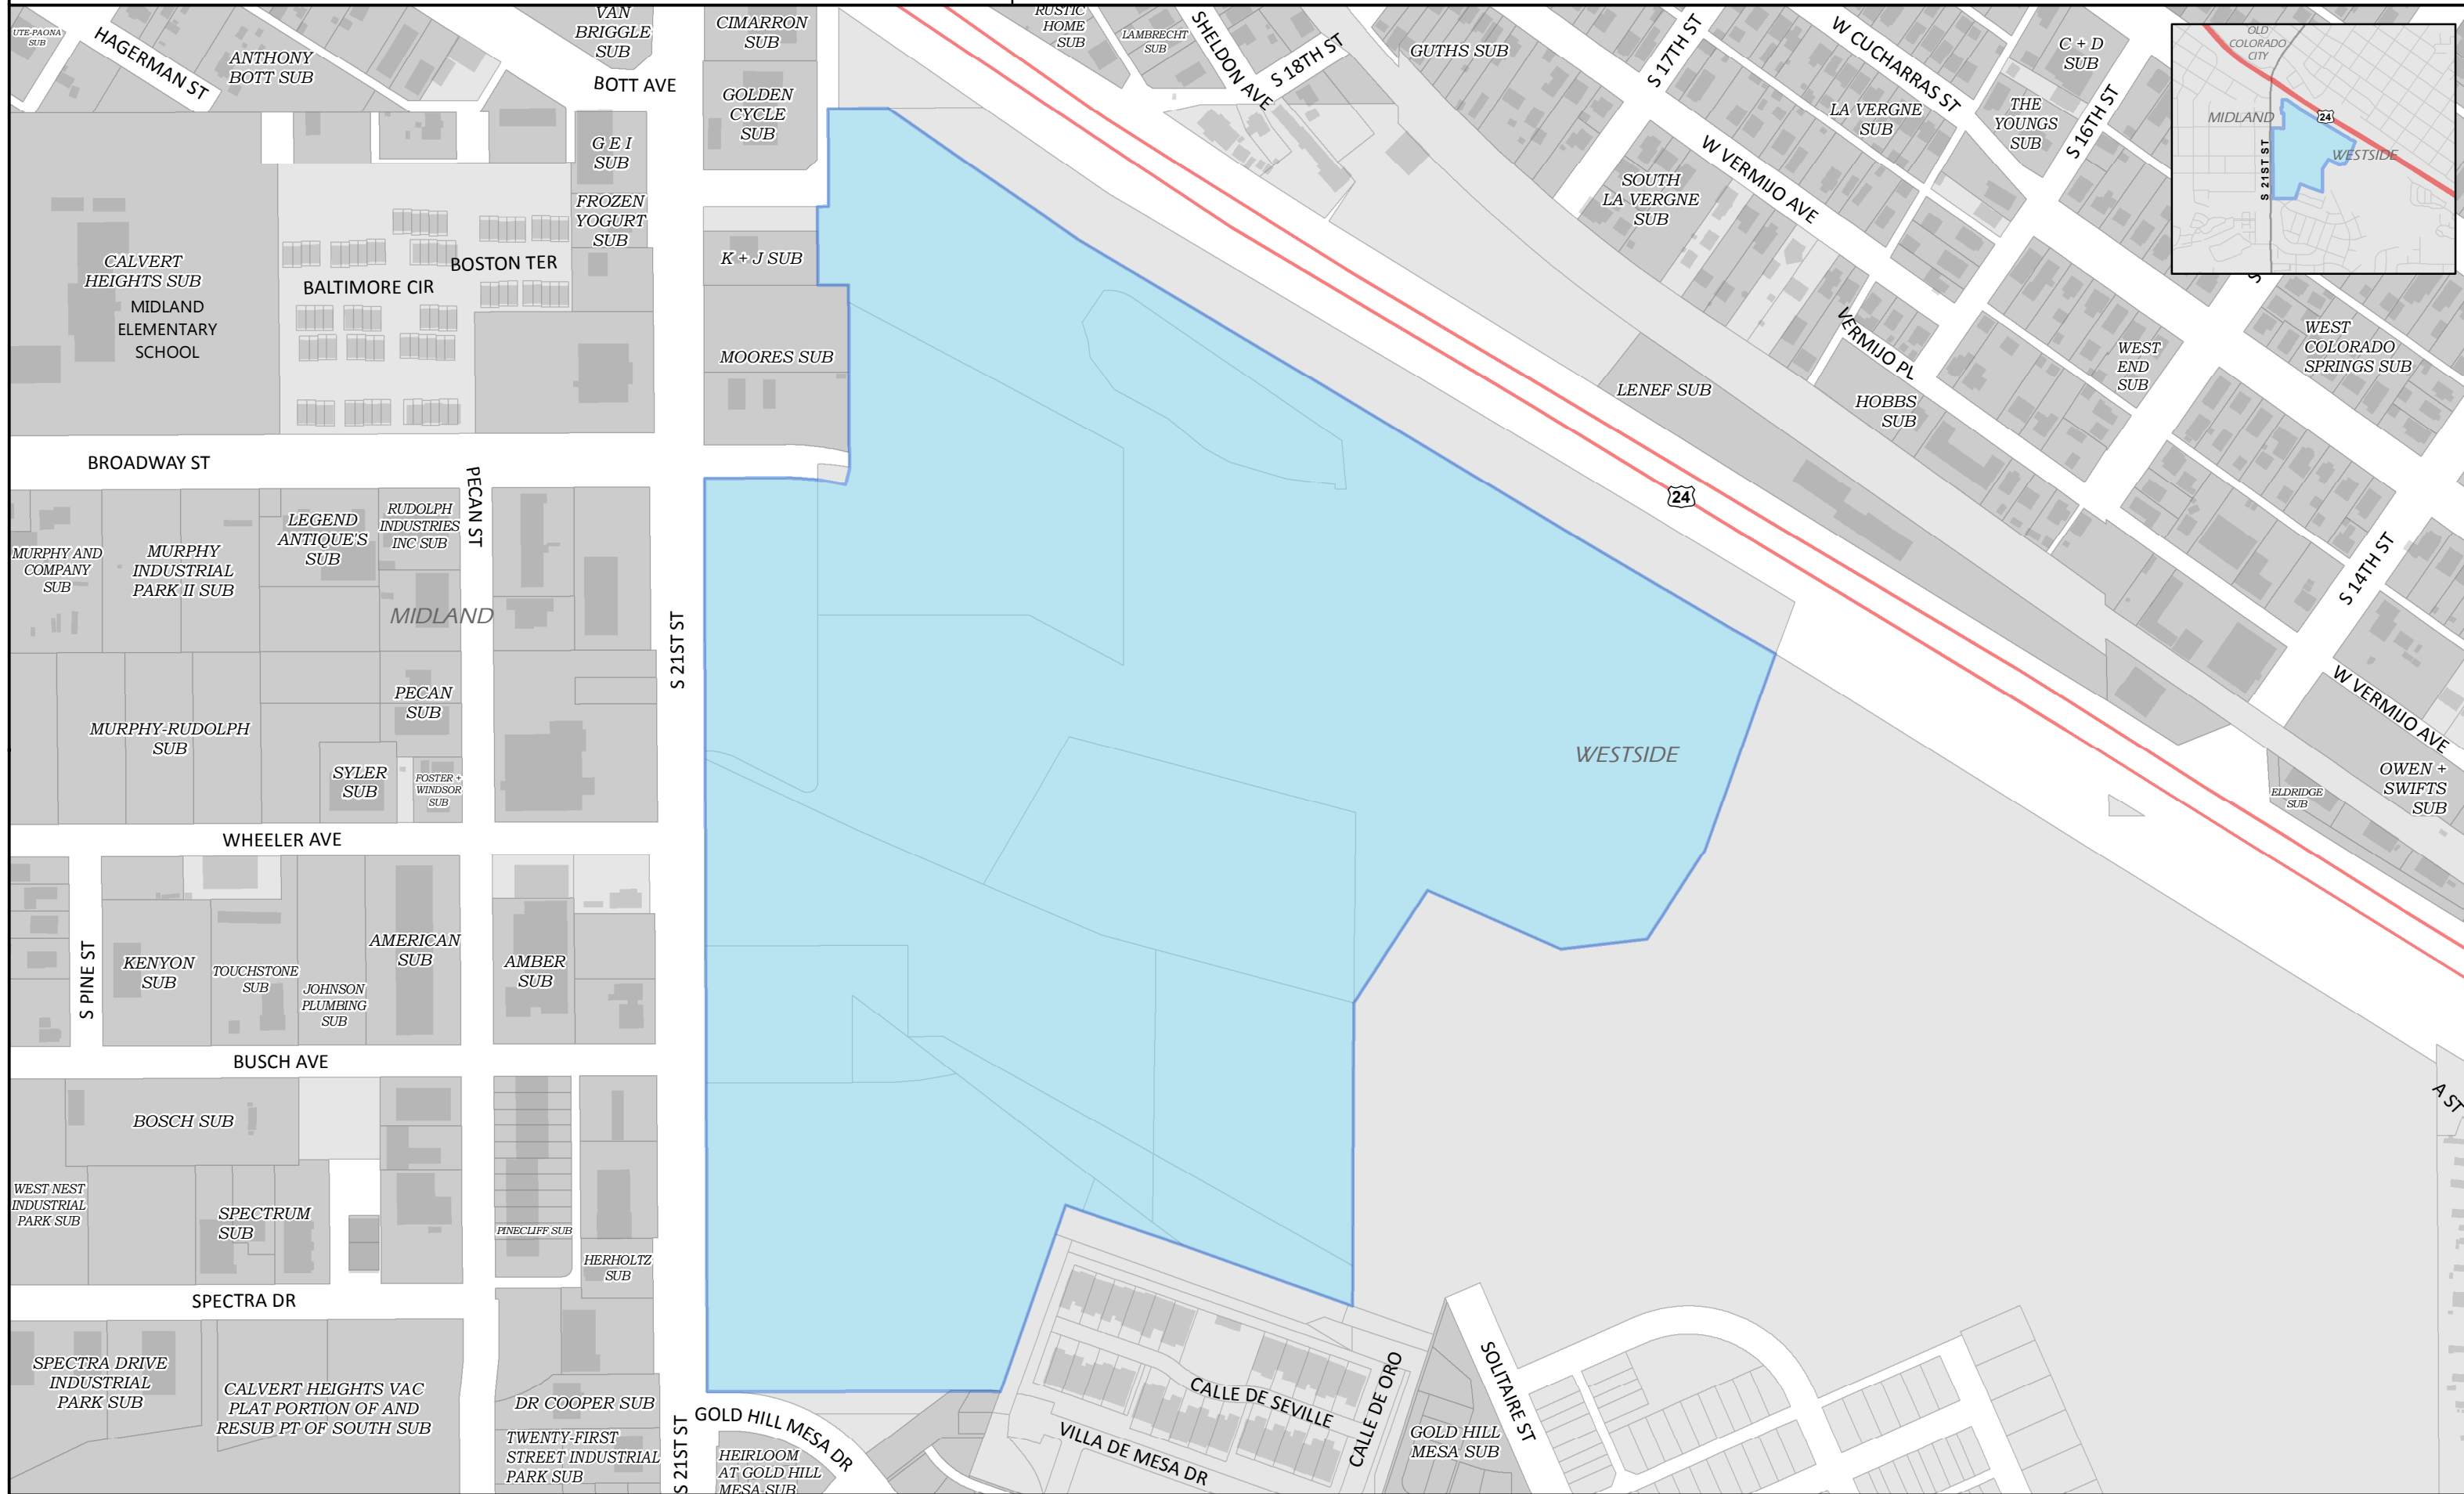 UTE-PAONA
SUB
HAGERMAN ST
ANTHONY
BOTT SUB
VAN
BRIGGLE
SUB
BOTT AVE
CIMARRON
SUB
GOLDEN
CYCLE
SUB
RUSTIC
HOME
SUB
LAMBRECHT
SUB
SHELDON AVE
S 18TH ST
GUTHS SUB
S 17TH ST
W CUCHARRAS ST
LA VERGNE
SUB
C + D
SUB
THE
YOUNGS
SUB
S 16TH ST
OLD
COLORADO
CITY
MIDLAND
24
WESTSIDE
S 21ST ST
G E I
SUB
FROZEN
YOGURT
SUB
W VERMIJO AVE
SOUTH
LA VERGNE
SUB
S
CALVERT
HEIGHTS SUB
MIDLAND
ELEMENTARY
SCHOOL
BOSTON TER
BALTIMORE CIR
K + J SUB
MOORES SUB
VERMIJO PL
LENEF SUB
HOBBS
SUB
WEST
END
SUB
WEST
COLORADO
SPRINGS SUB
BROADWAY ST
PECAN ST
24
S 14TH ST
MURPHY AND
COMPANY
SUB
MURPHY
INDUSTRIAL
PARK II SUB
LEGEND
ANTIQUE'S
SUB
RUDOLPH
INDUSTRIES
INC SUB
MIDLAND
S 21ST ST
PECAN
SUB
MURPHY-RUDOLPH
SUB
SYLER
SUB
FOSTER +
WINDSOR
SUB
WESTSIDE
W VERMIJO AVE
OWEN +
SWIFTS
SUB
ELDRIDGE
SUB
WHEELER AVE
S PINE ST
KENYON
SUB
TOUCHSTONE
SUB
JOHNSON
PLUMBING
SUB
AMERICAN
SUB
AMBER
SUB
BUSCH AVE
A ST
BOSCH SUB
WEST NEST
INDUSTRIAL
PARK SUB
SPECTRUM
SUB
PINECLIFF SUB
HERHOLTZ
SUB
SPECTRA DR
SPECTRA DRIVE
INDUSTRIAL
PARK SUB
CALVERT HEIGHTS VAC
PLAT PORTION OF AND
RESUB PT OF SOUTH SUB
DR COOPER SUB
TWENTY-FIRST
STREET INDUSTRIAL
PARK SUB
S 21ST ST
GOLD HILL MESA DR
HEIRLOOM
AT GOLD HILL
MESA SUB
CALLE DE SEVILLE
VILLA DE MESA DR
CALLE DE ORO
GOLD HILL
MESA SUB
SOLITAIRE ST